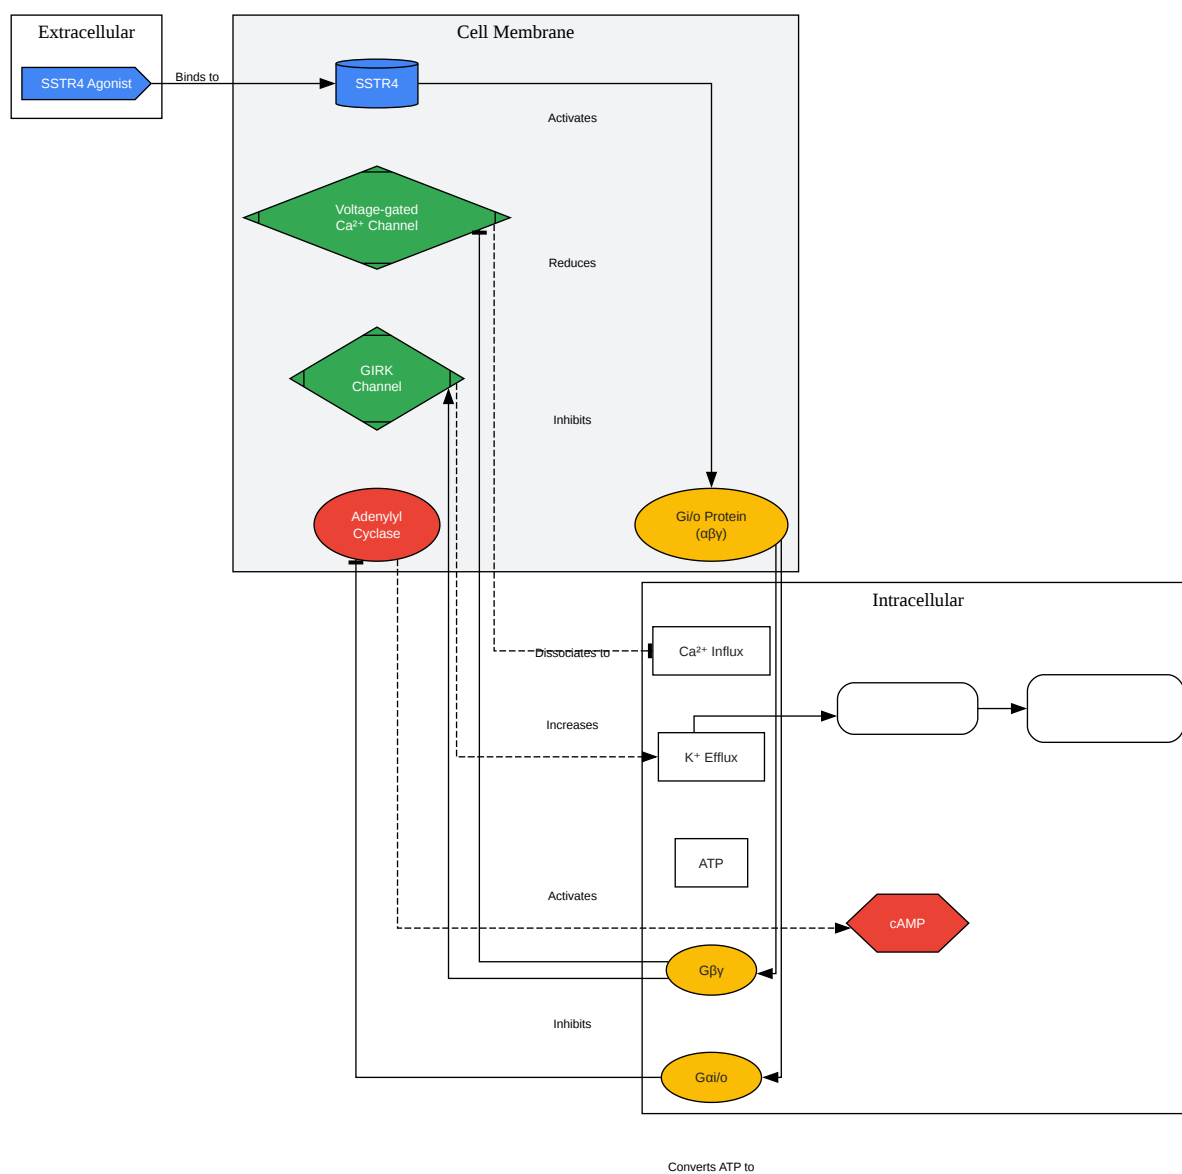 Extracellular
Cell Membrane
SSTR4 Agonist
Binds to
SSTR4
Activates
Voltage-gated
Ca²⁺ Channel
Reduces
GIRK
Channel
Inhibits
Adenylyl
Cyclase
Gi/o Protein
(αβγ)
Intracellular
Dissociates to
Ca²⁺ Influx
Increases
K⁺ Efflux
ATP
Activates
cAMP
Gβγ
Inhibits
Gαi/o
Converts ATP to